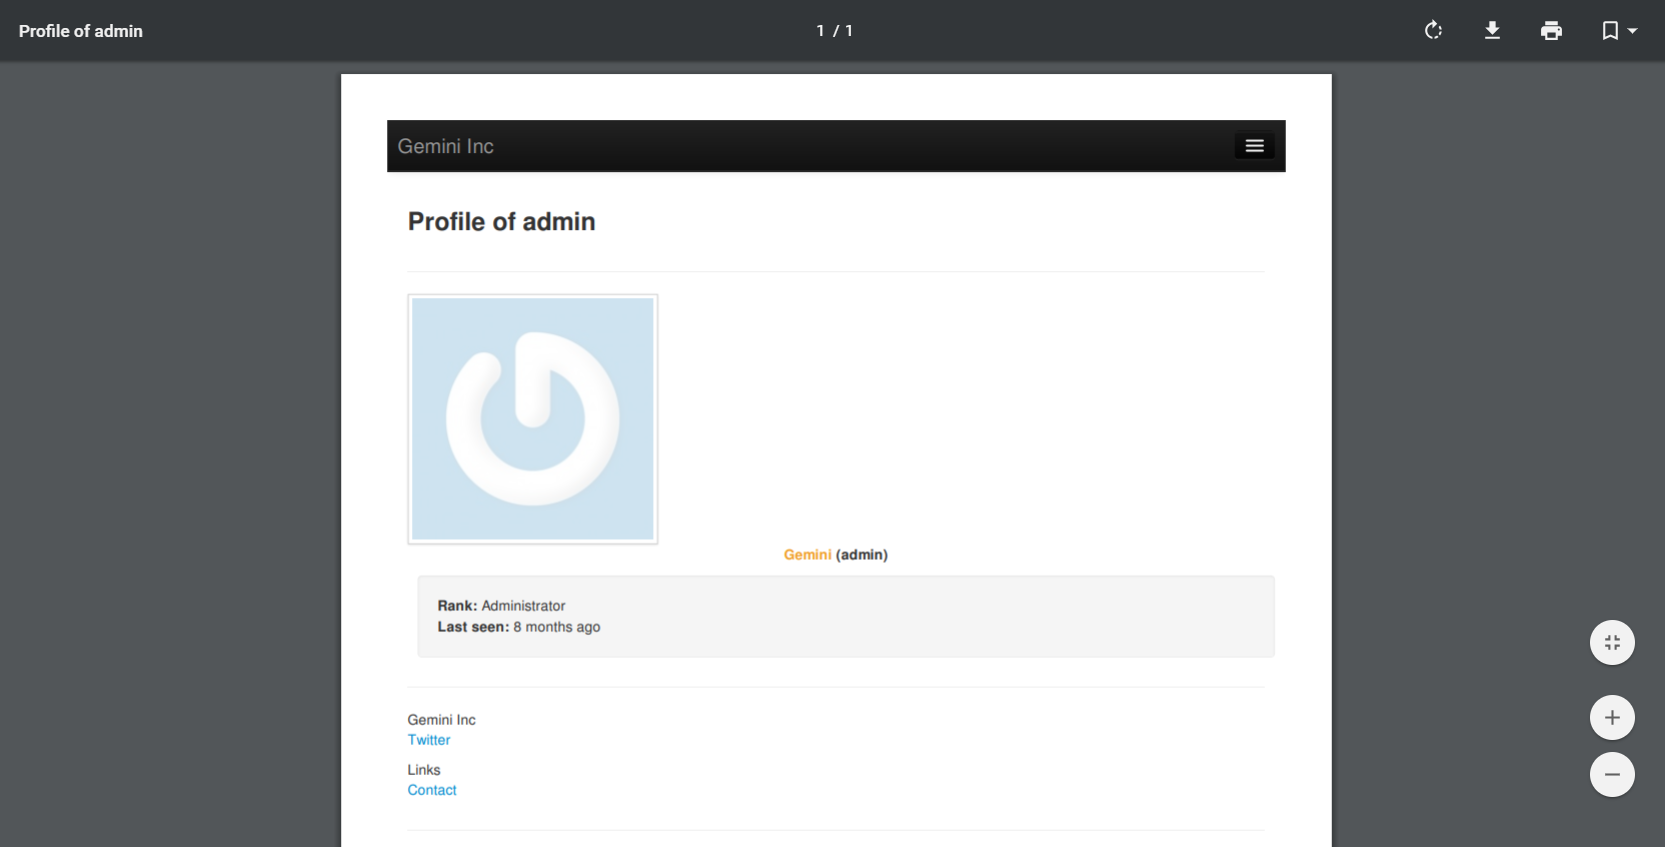 Profile of admin
1 / 1
Gemini Inc
Profile of admin
Gemini (admin)
Rank: Administrator
Last seen: 8 months ago
Gemini Inc
Twitter
Links
Contact